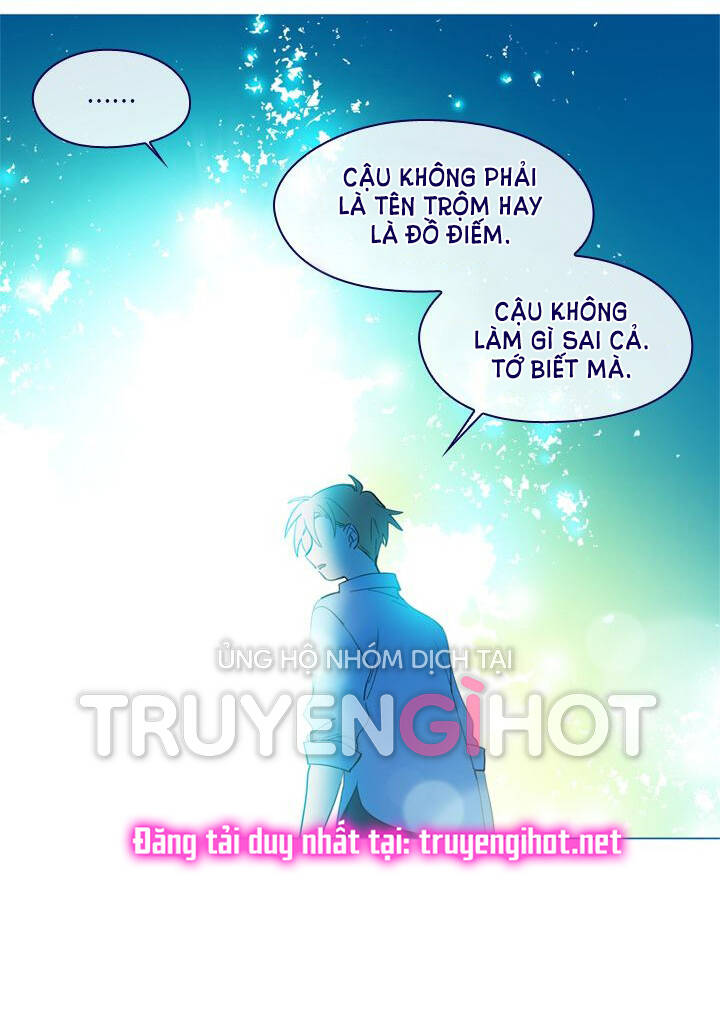 ......
CẬU KHÔNG PHẢI
LÀ TÊN TRỘM HAY
LÀ ĐỒ ĐIẾM.
CẬU KHÔNG
LÀM GÌ SAI CẢ.
TỚ BIẾT MÀ.
ỦNG HỘ NHÓM DỊCH TẠI
TRUYENGIHOT
Đăng tải duy nhất tại: truyengihot.net